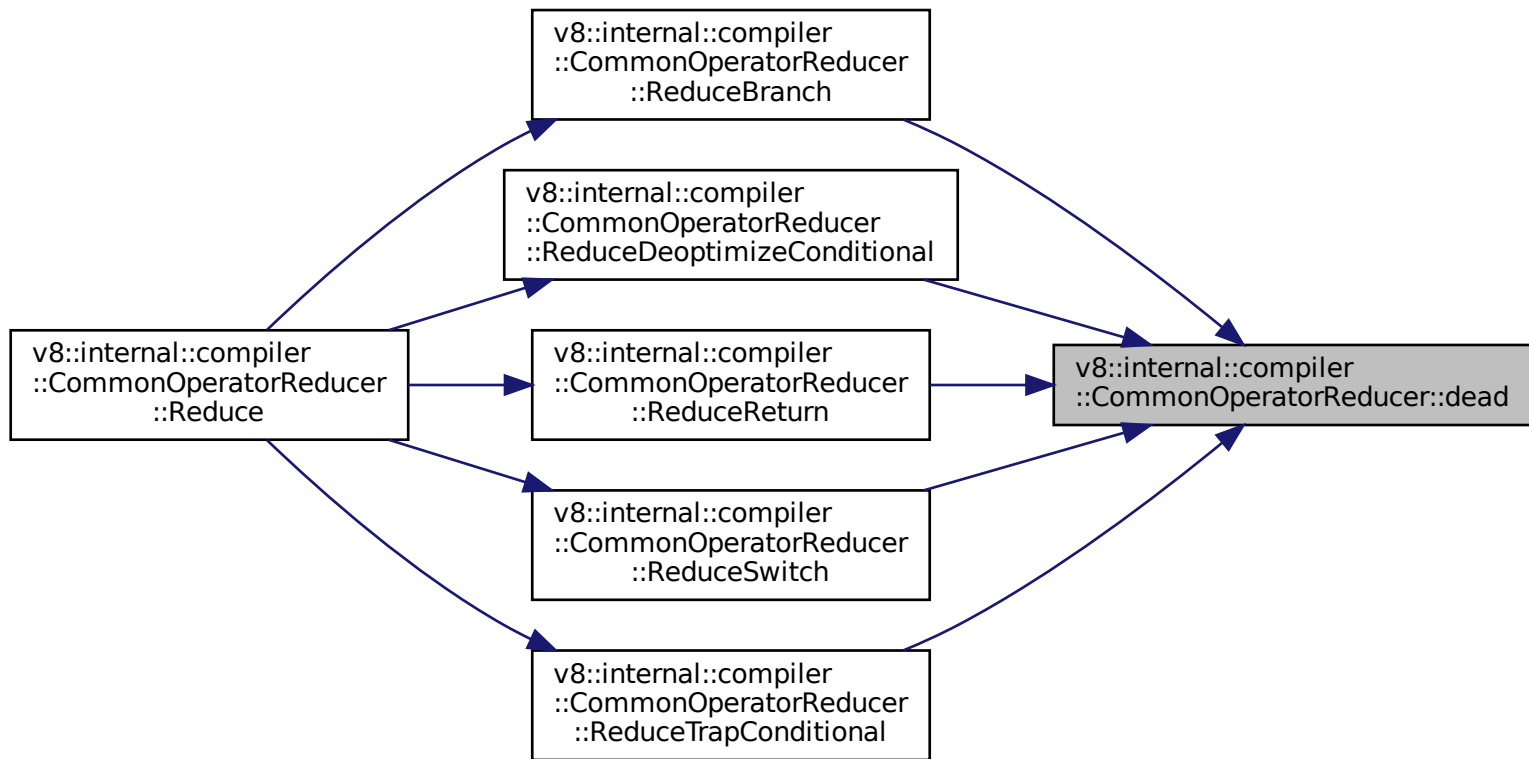 v8::internal::compiler
::CommonOperatorReducer
::ReduceBranch
v8::internal::compiler
::CommonOperatorReducer
::ReduceDeoptimizeConditional
v8::internal::compiler
::CommonOperatorReducer
::Reduce
v8::internal::compiler
::CommonOperatorReducer
::ReduceReturn
v8::internal::compiler
::CommonOperatorReducer::dead
v8::internal::compiler
::CommonOperatorReducer
::ReduceSwitch
v8::internal::compiler
::CommonOperatorReducer
::ReduceTrapConditional